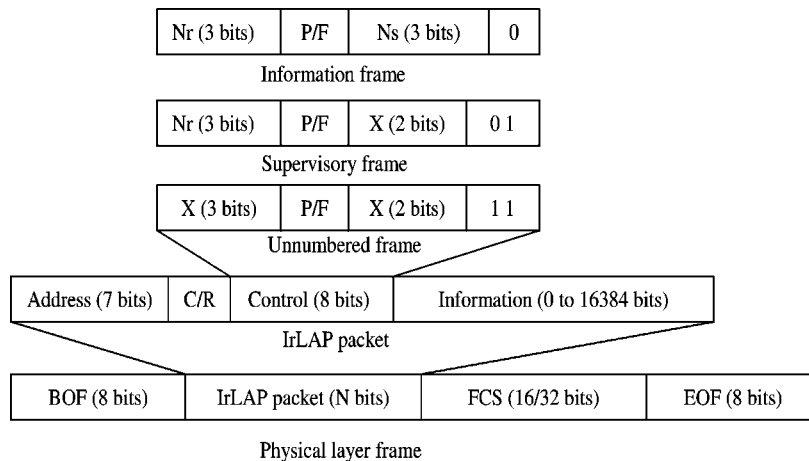 Nr (3 bits) P/F Ns (3 bits) 0
Information frame
Nr (3 bits) P/F X (2 bits) 0 1
Supervisory frame
X (3 bits) P/F X (2 bits) 1 1
Unnumbered frame
Address (7 bits) C/R Control (8 bits) Information (0 to 16384 bits)
IrLAP packet
BOF (8 bits) IrLAP packet (N bits) FCS (16/32 bits) EOF (8 bits)
Physical layer frame